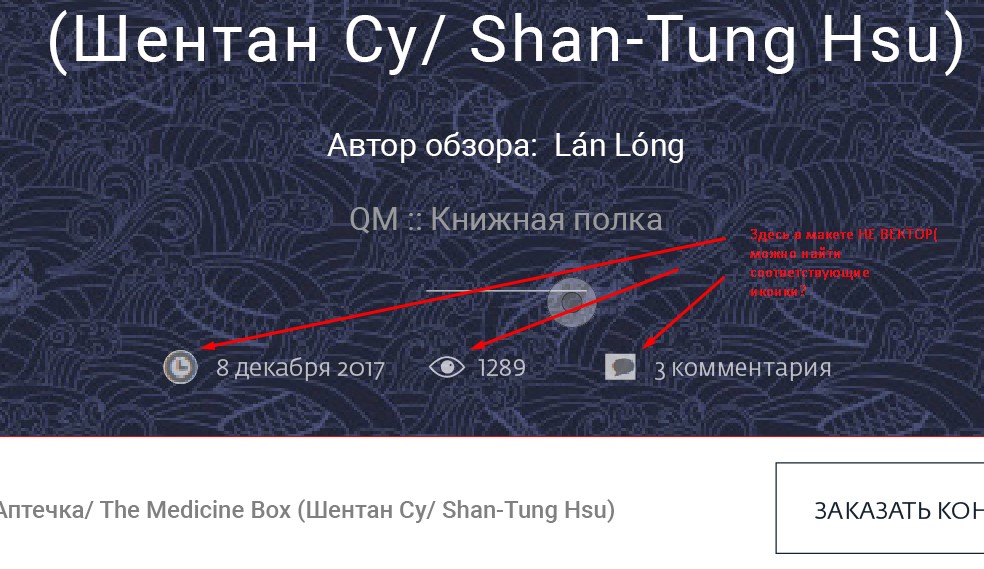 (Шентан Су/ Shan-Tung Hsu)
Автор обзора:  Lán Lóng
QM :: Книжная полка
Здесь в макете НЕ ВЕКТОР(
можно найти
соответствующие
иконки?
8 декабря 2017
1289
3 комментария
Аптечка/ The Medicine Box (Шентан Су/ Shan-Tung Hsu)
ЗАКАЗАТЬ КОН